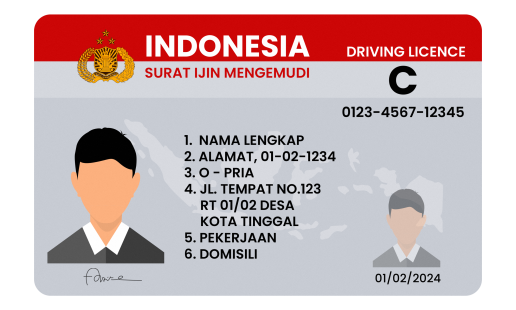 INDONESIA
SURAT IJIN MENGEMUDI
DRIVING LICENCE
C
0123-4567-12345
1. NAMA LENGKAP
2. ALAMAT, 01-02-1234
3. O - PRIA
4. JL. TEMPAT NO.123
RT 01/02 DESA
KOTA TINGGAL
5. PEKERJAAN
6. DOMISILI
01/02/2024